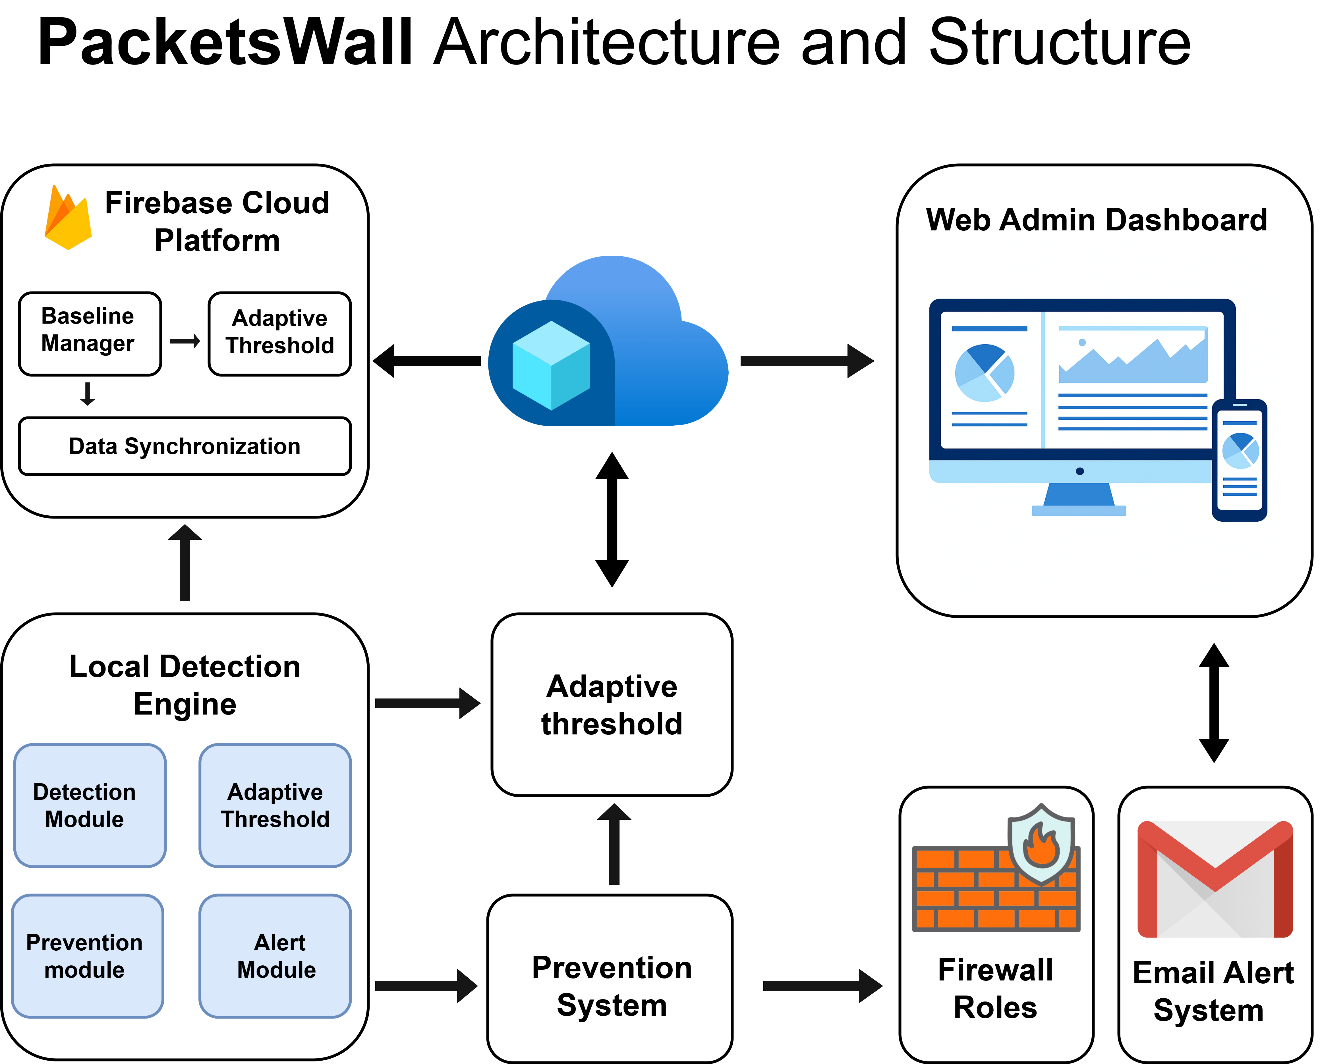 PacketsWall Architecture and Structure
Firebase Cloud
Platform
Baseline
Manager
Adaptive
Threshold
Data Synchronization
Web Admin Dashboard
Local Detection
Engine
Detection
Module
Adaptive
Threshold
Prevention
module
Alert
Module
Adaptive
threshold
Prevention
System
Firewall
Roles
Email Alert
System